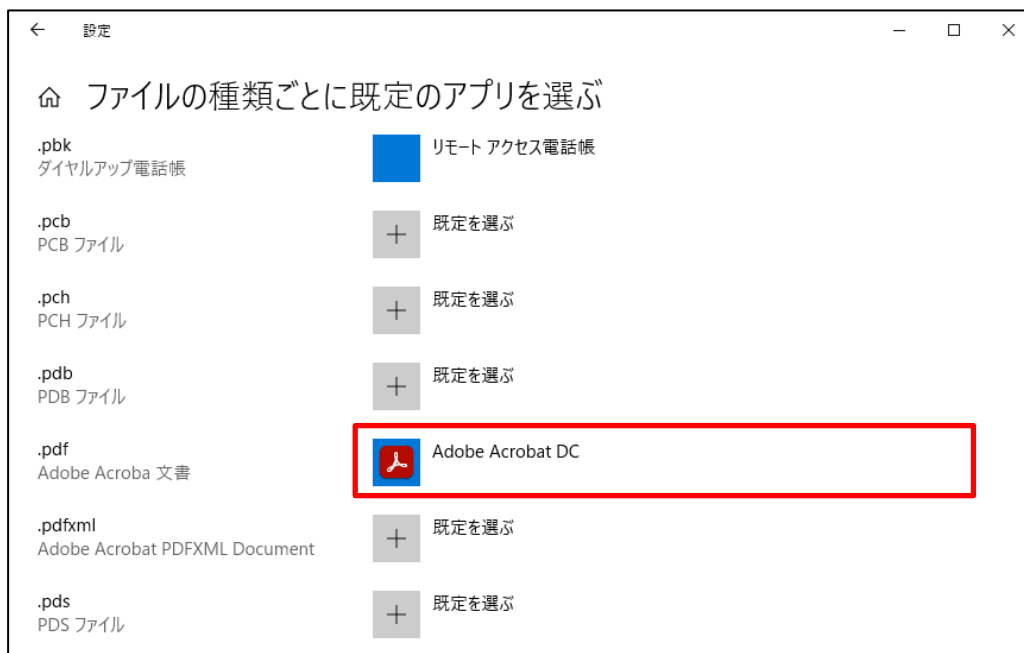 設定
ファイルの種類ごとに既定のアプリを選ぶ
.pbk
ダイヤルアップ電話帳
リモート アクセス電話帳
.pcb
PCB ファイル
既定を選ぶ
.pch
PCH ファイル
既定を選ぶ
.pdb
PDB ファイル
既定を選ぶ
.pdf
Adobe Acroba 文書
Adobe Acrobat DC
.pdfxml
Adobe Acrobat PDFXML Document
既定を選ぶ
.pds
PDS ファイル
既定を選ぶ